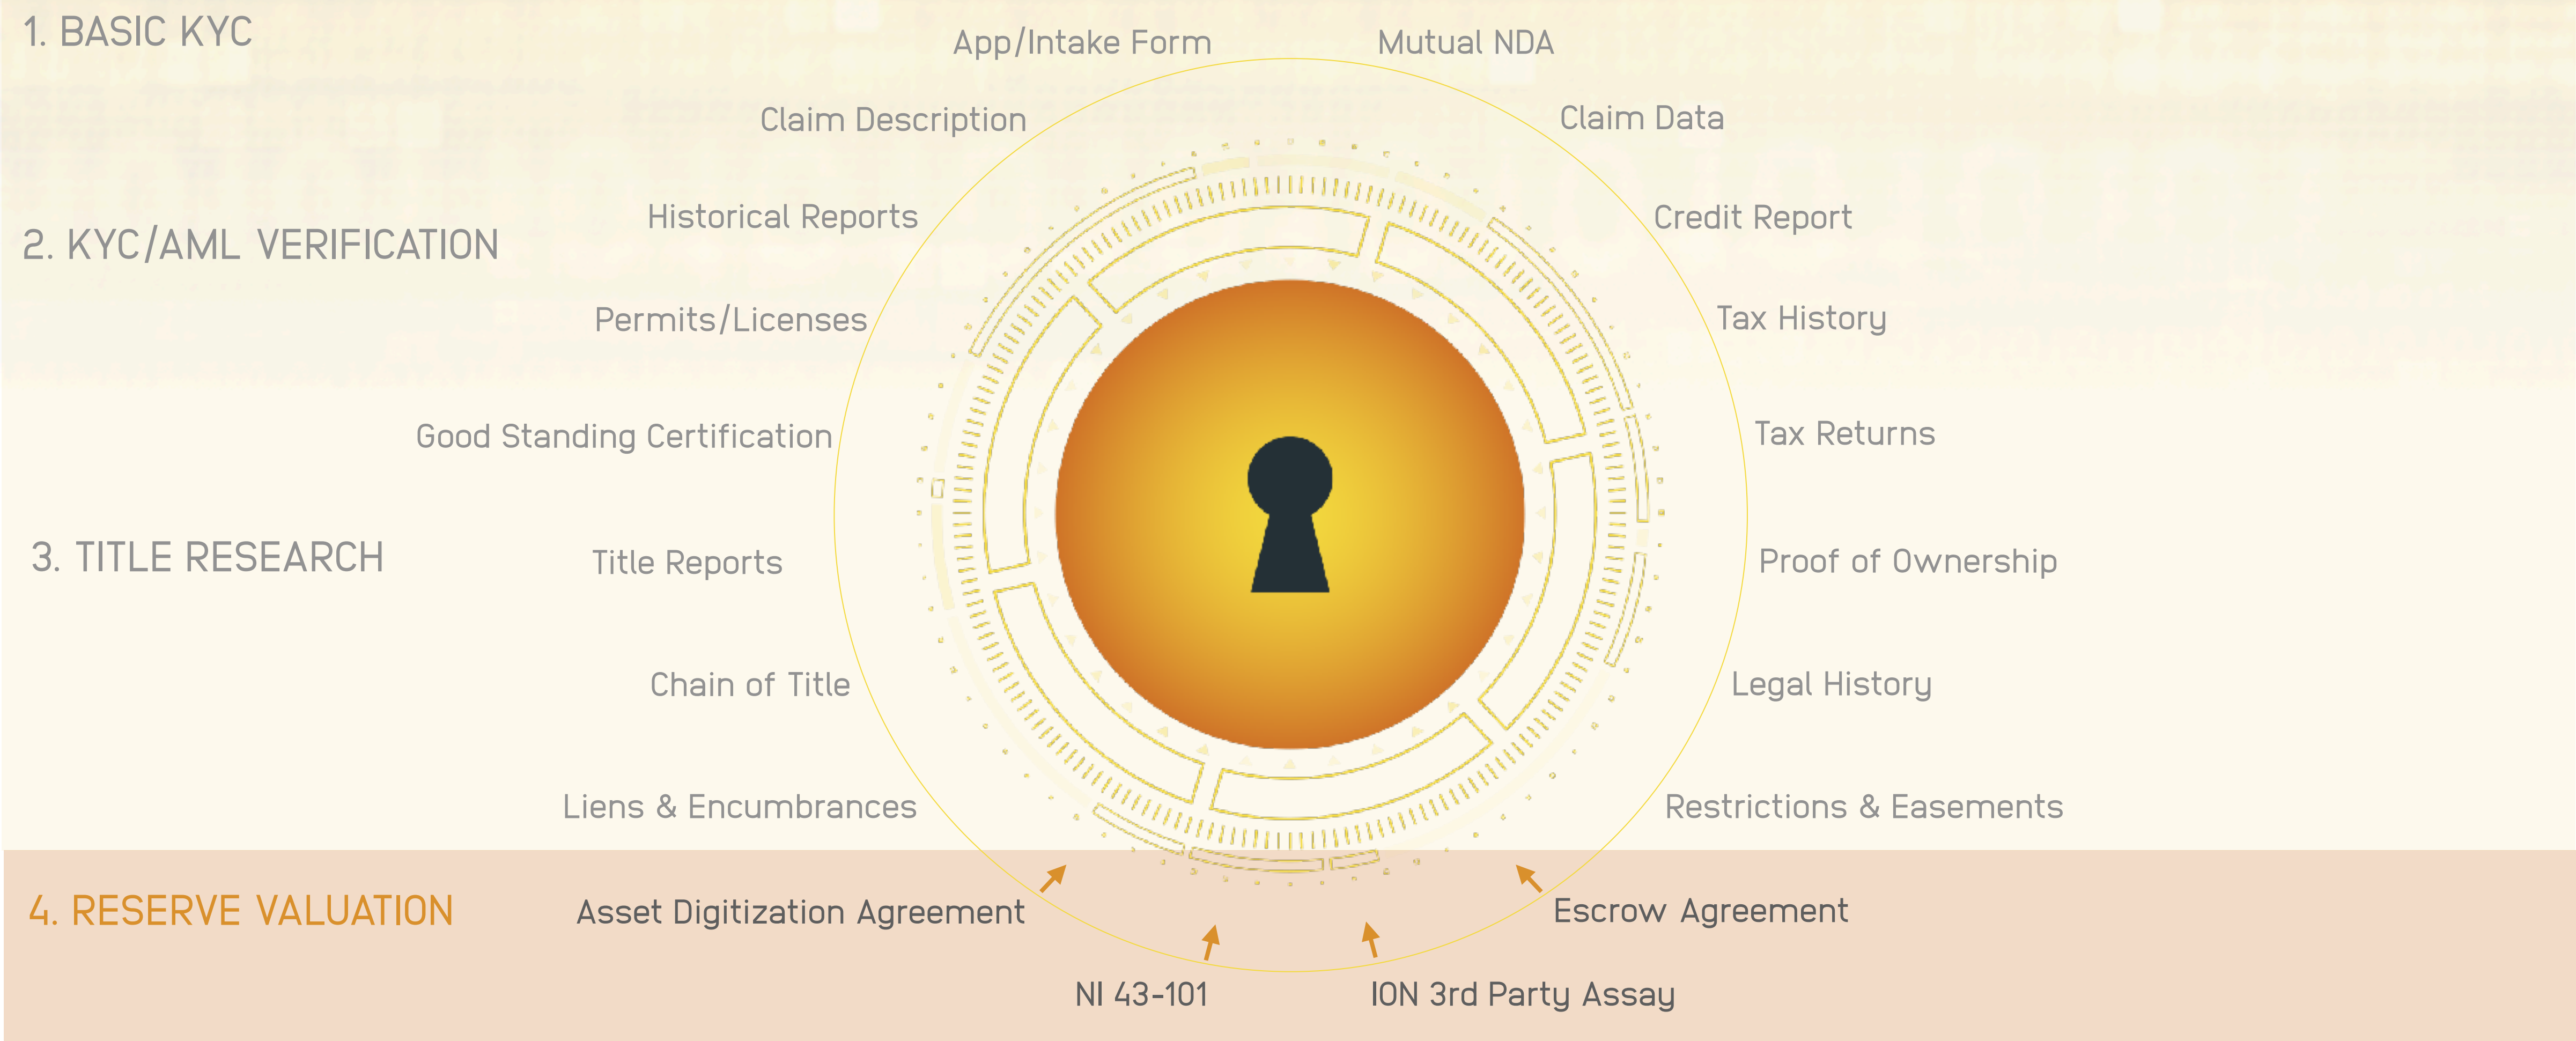 1. BASIC KYC
App/Intake Form
Mutual NDA
Claim Description
Claim Data
Historical Reports
Credit Report
2. KYC/AML VERIFICATION
Permits/Licenses
Tax History
Good Standing Certification
Tax Returns
3. TITLE RESEARCH
Title Reports
Proof of Ownership
Chain of Title
Legal History
Liens & Encumbrances
Restrictions & Easements
4. RESERVE VALUATION
Asset Digitization Agreement
Escrow Agreement
NI 43-101
ION 3rd Party Assay